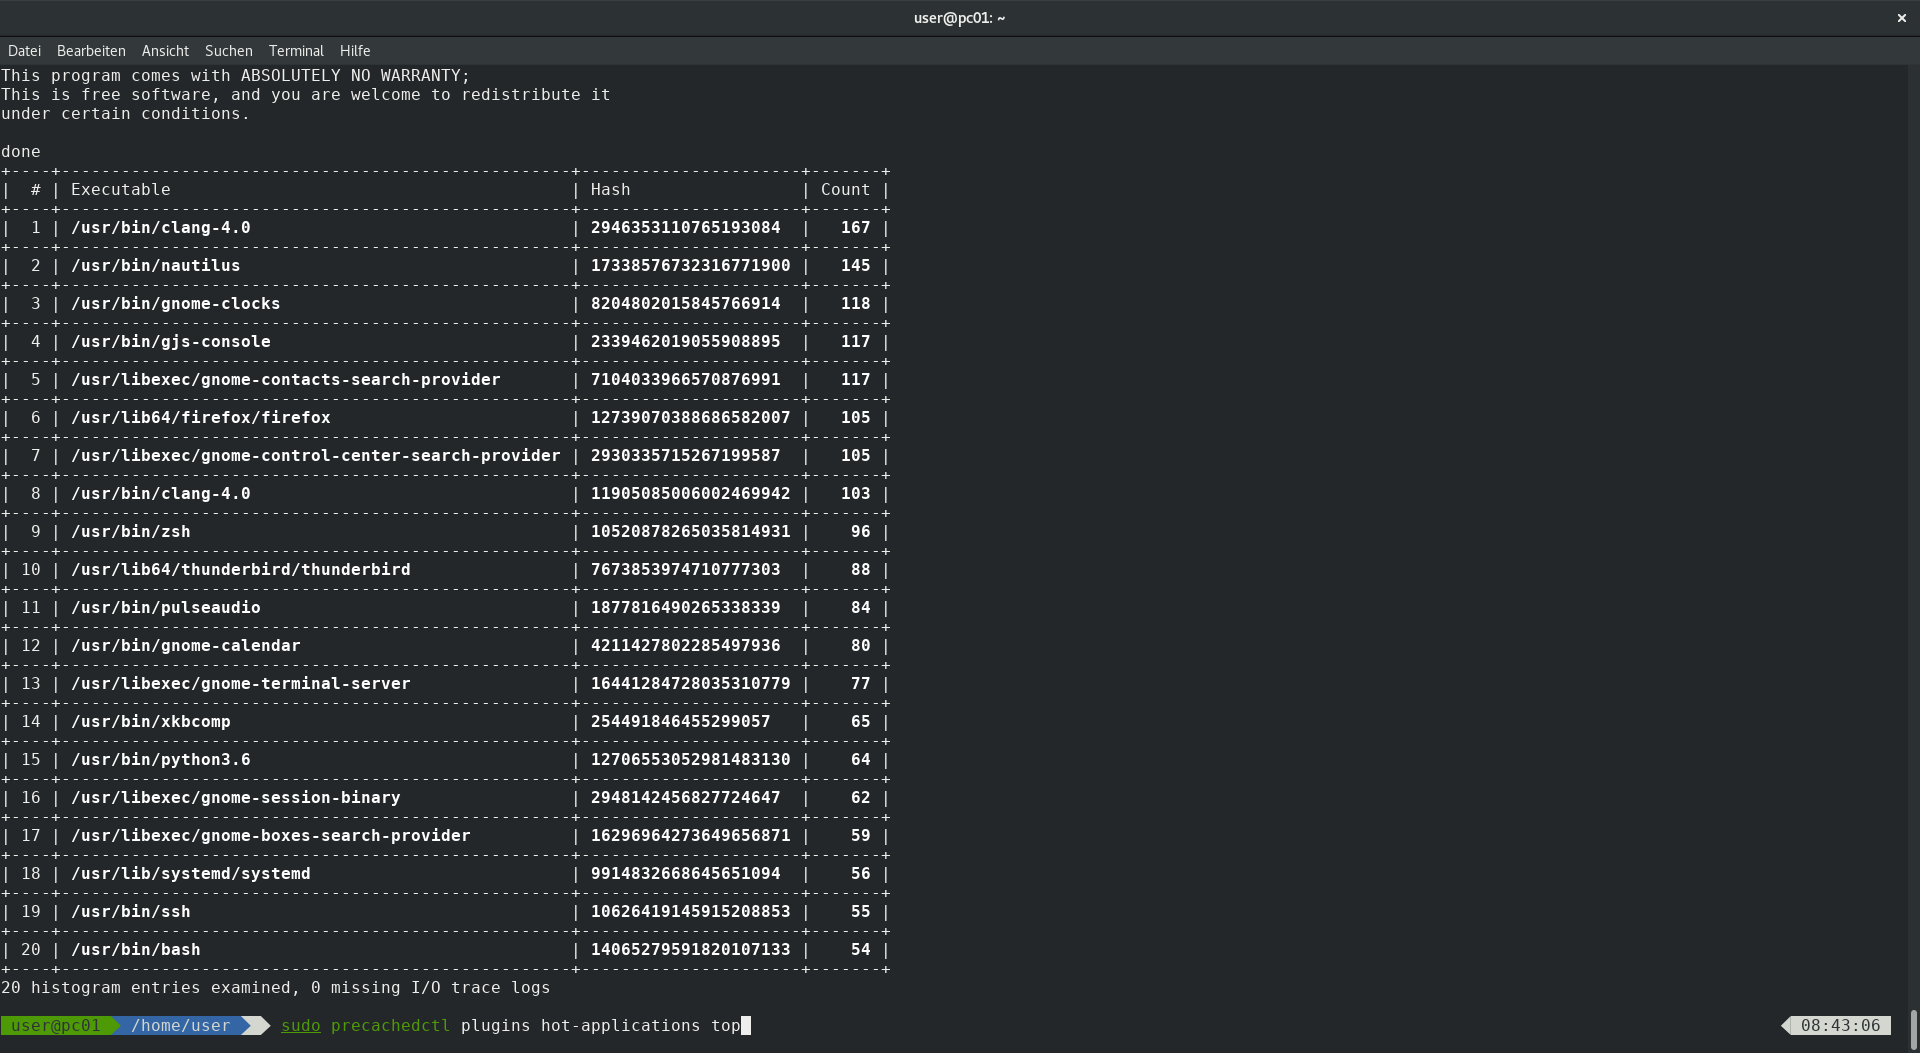 user@pc01: ~
×
Datei Bearbeiten Ansicht Suchen Terminal Hilfe
This program comes with ABSOLUTELY NO WARRANTY;
This is free software, and you are welcome to redistribute it
under certain conditions.
done
+----+---------------------------------------------------+----------------------+-------+
|  # | Executable                                        | Hash                 | Count |
+----+---------------------------------------------------+----------------------+-------+
|  1 | /usr/bin/clang-4.0                                | 2946353110765193084  |   167 |
+----+---------------------------------------------------+----------------------+-------+
|  2 | /usr/bin/nautilus                                 | 17338576732316771900 |   145 |
+----+---------------------------------------------------+----------------------+-------+
|  3 | /usr/bin/gnome-clocks                             | 8204802015845766914  |   118 |
+----+---------------------------------------------------+----------------------+-------+
|  4 | /usr/bin/gjs-console                              | 2339462019055908895  |   117 |
+----+---------------------------------------------------+----------------------+-------+
|  5 | /usr/libexec/gnome-contacts-search-provider       | 7104033966570876991  |   117 |
+----+---------------------------------------------------+----------------------+-------+
|  6 | /usr/lib64/firefox/firefox                        | 12739070388686582007 |   105 |
+----+---------------------------------------------------+----------------------+-------+
|  7 | /usr/libexec/gnome-control-center-search-provider | 2930335715267199587  |   105 |
+----+---------------------------------------------------+----------------------+-------+
|  8 | /usr/bin/clang-4.0                                | 11905085006002469942 |   103 |
+----+---------------------------------------------------+----------------------+-------+
|  9 | /usr/bin/zsh                                      | 10520878265035814931 |    96 |
+----+---------------------------------------------------+----------------------+-------+
| 10 | /usr/lib64/thunderbird/thunderbird                | 7673853974710777303  |    88 |
+----+---------------------------------------------------+----------------------+-------+
| 11 | /usr/bin/pulseaudio                               | 1877816490265338339  |    84 |
+----+---------------------------------------------------+----------------------+-------+
| 12 | /usr/bin/gnome-calendar                           | 4211427802285497936  |    80 |
+----+---------------------------------------------------+----------------------+-------+
| 13 | /usr/libexec/gnome-terminal-server                | 16441284728035310779 |    77 |
+----+---------------------------------------------------+----------------------+-------+
| 14 | /usr/bin/xkbcomp                                  | 254491846455299057   |    65 |
+----+---------------------------------------------------+----------------------+-------+
| 15 | /usr/bin/python3.6                                | 12706553052981483130 |    64 |
+----+---------------------------------------------------+----------------------+-------+
| 16 | /usr/libexec/gnome-session-binary                 | 2948142456827724647  |    62 |
+----+---------------------------------------------------+----------------------+-------+
| 17 | /usr/libexec/gnome-boxes-search-provider          | 16296964273649656871 |    59 |
+----+---------------------------------------------------+----------------------+-------+
| 18 | /usr/lib/systemd/systemd                          | 9914832668645651094  |    56 |
+----+---------------------------------------------------+----------------------+-------+
| 19 | /usr/bin/ssh                                      | 10626419145915208853 |    55 |
+----+---------------------------------------------------+----------------------+-------+
| 20 | /usr/bin/bash                                     | 14065279591820107133 |    54 |
+----+---------------------------------------------------+----------------------+-------+
20 histogram entries examined, 0 missing I/O trace logs
user@pc01 /home/user sudo precachedctl plugins hot-applications top 08:43:06